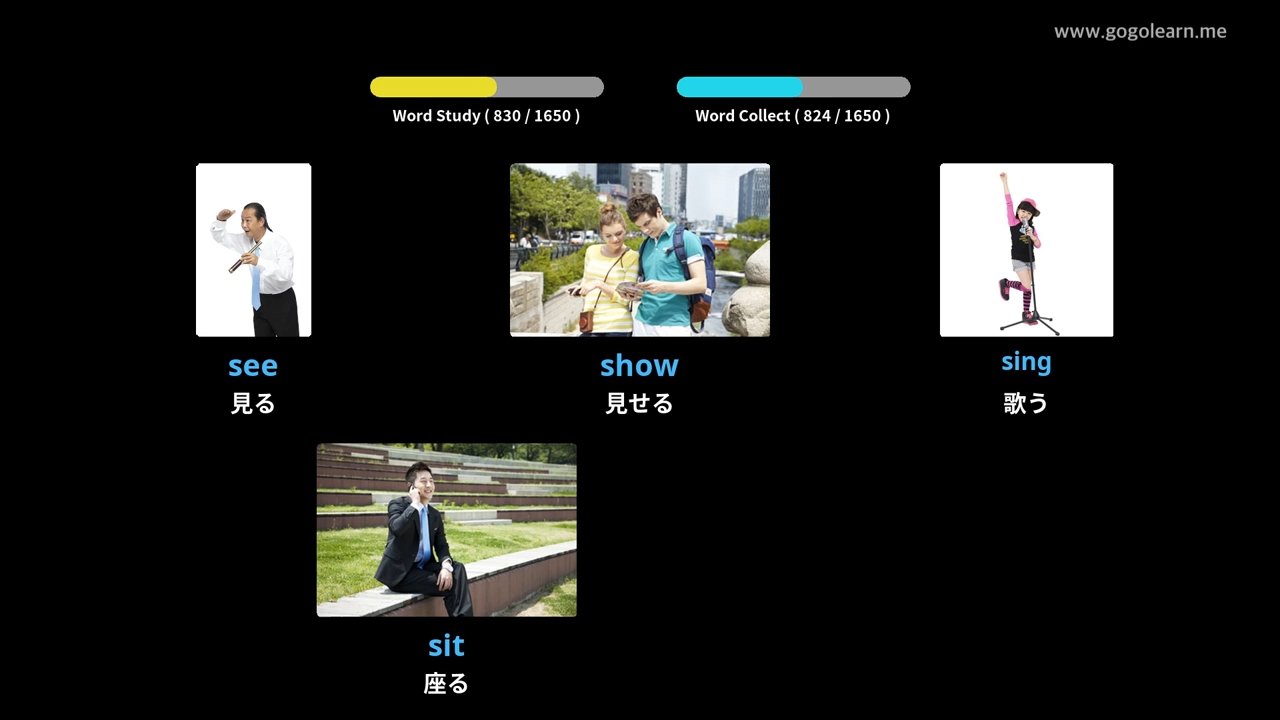 www.gogolearn.me
Word Study ( 830 / 1650 )
Word Collect ( 824 / 1650 )
see
見る
show
見せる
sing
歌う
sit
座る